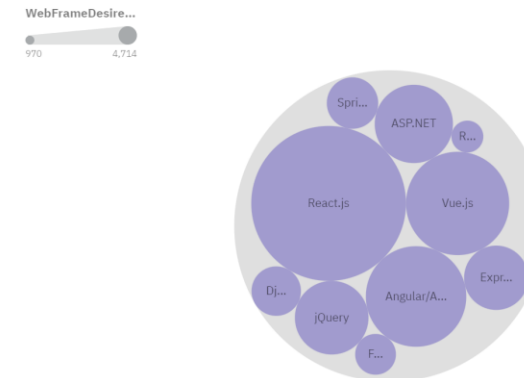 WebFrameDesire...
970 4,714
Spri...
ASP.NET
R...
React.js
Vue.js
Expr...
Dj...
Angular/A...
jQuery
F...